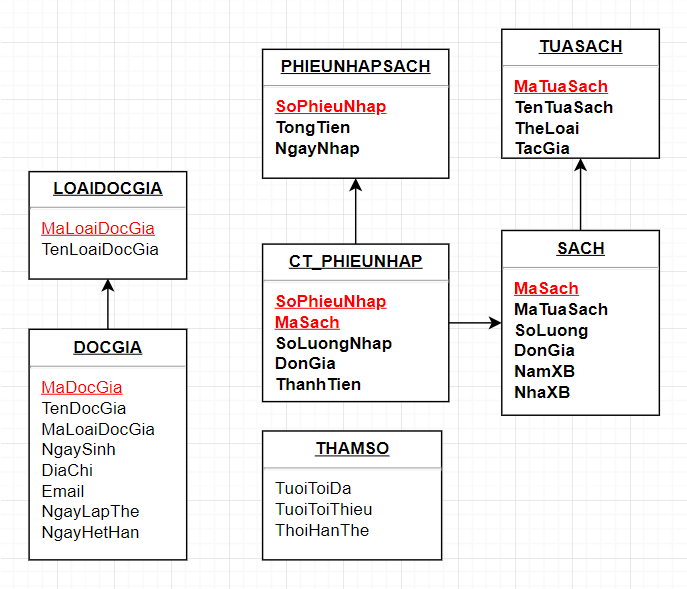 PHIEUNHAPSACH
SoPhieuNhap
TongTien
NgayNhap
TUASACH
MaTuaSach
TenTuaSach
TheLoai
TacGia
LOAIDOCGIA
MaLoaiDocGia
TenLoaiDocGia
CT_PHIEUNHAP
SoPhieuNhap
MaSach
SoLuongNhap
DonGia
ThanhTien
SACH
MaSach
MaTuaSach
SoLuong
DonGia
NamXB
NhaXB
DOCGIA
MaDocGia
TenDocGia
MaLoaiDocGia
NgaySinh
DiaChi
Email
NgayLapThe
NgayHetHan
THAMSO
TuoiToiDa
TuoiToiThieu
ThoiHanThe